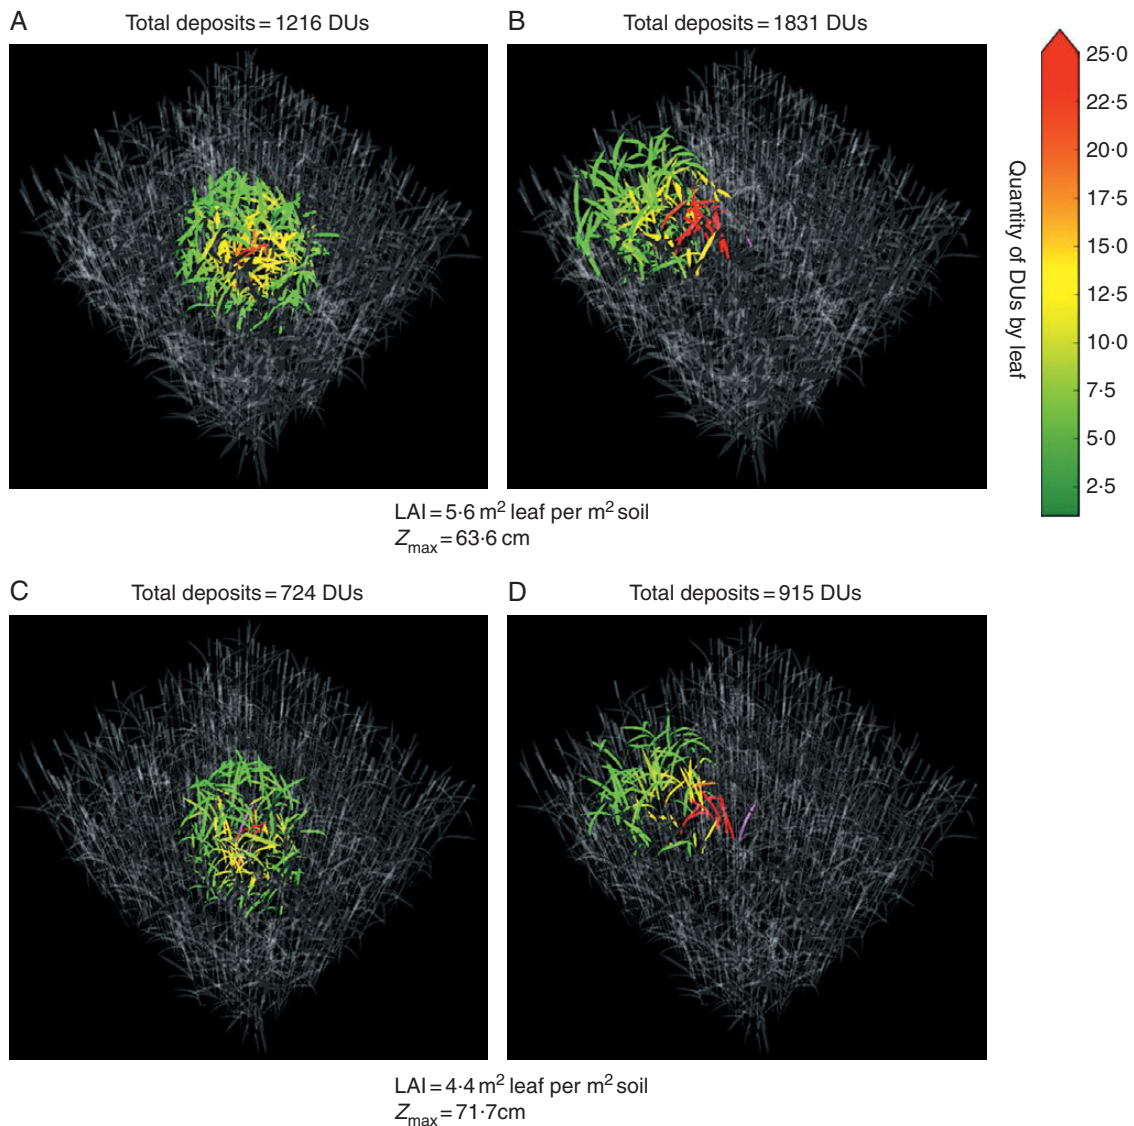 A
Total deposits = 1216 DUs
B
Total deposits = 1831 DUs
25·0
22·5
20·0
17·5
15·0
12·5
10·0
7·5
5·0
2·5
Quantity of DUs by leaf
LAI = 5·6 m² leaf per m² soil
Zmax = 63·6 cm
C
Total deposits = 724 DUs
D
Total deposits = 915 DUs
LAI = 4·4 m² leaf per m² soil
Zmax = 71·7cm